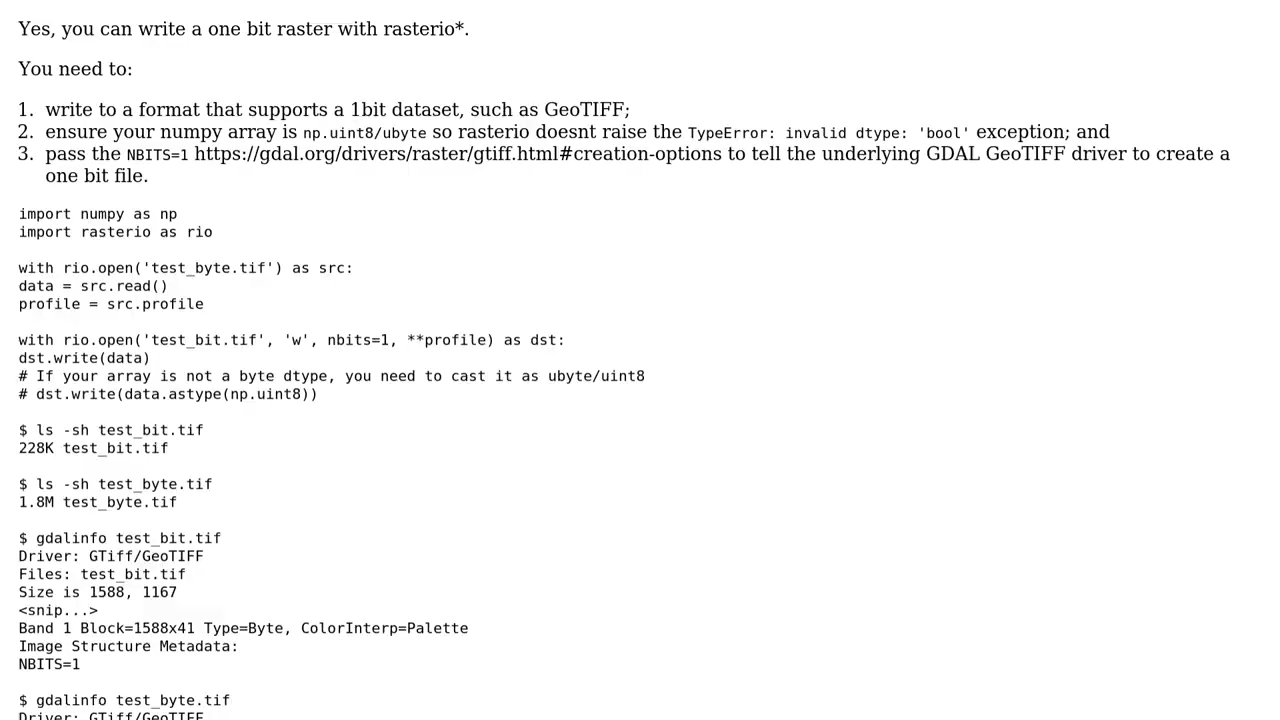 Yes, you can write a one bit raster with rasterio*.
You need to:
1. write to a format that supports a 1bit dataset, such as GeoTIFF;
2. ensure your numpy array is np.uint8/ubyte so rasterio doesnt raise the TypeError: invalid dtype: 'bool' exception; and
3. pass the NBITS=1 https://gdal.org/drivers/raster/gtiff.html#creation-options to tell the underlying GDAL GeoTIFF driver to create a
one bit file.
import numpy as np
import rasterio as rio
with rio.open('test_byte.tif') as src:
data = src.read()
profile = src.profile
with rio.open('test_bit.tif', 'w', nbits=1, **profile) as dst:
dst.write(data)
# If your array is not a byte dtype, you need to cast it as ubyte/uint8
# dst.write(data.astype(np.uint8))
$ ls -sh test_bit.tif
228K test_bit.tif
$ ls -sh test_byte.tif
1.8M test_byte.tif
$ gdalinfo test_bit.tif
Driver: GTiff/GeoTIFF
Files: test_bit.tif
Size is 1588, 1167
<snip...>
Band 1 Block=1588x41 Type=Byte, ColorInterp=Palette
Image Structure Metadata:
NBITS=1
$ gdalinfo test_byte.tif
Driver: GTiff/GeoTIFF